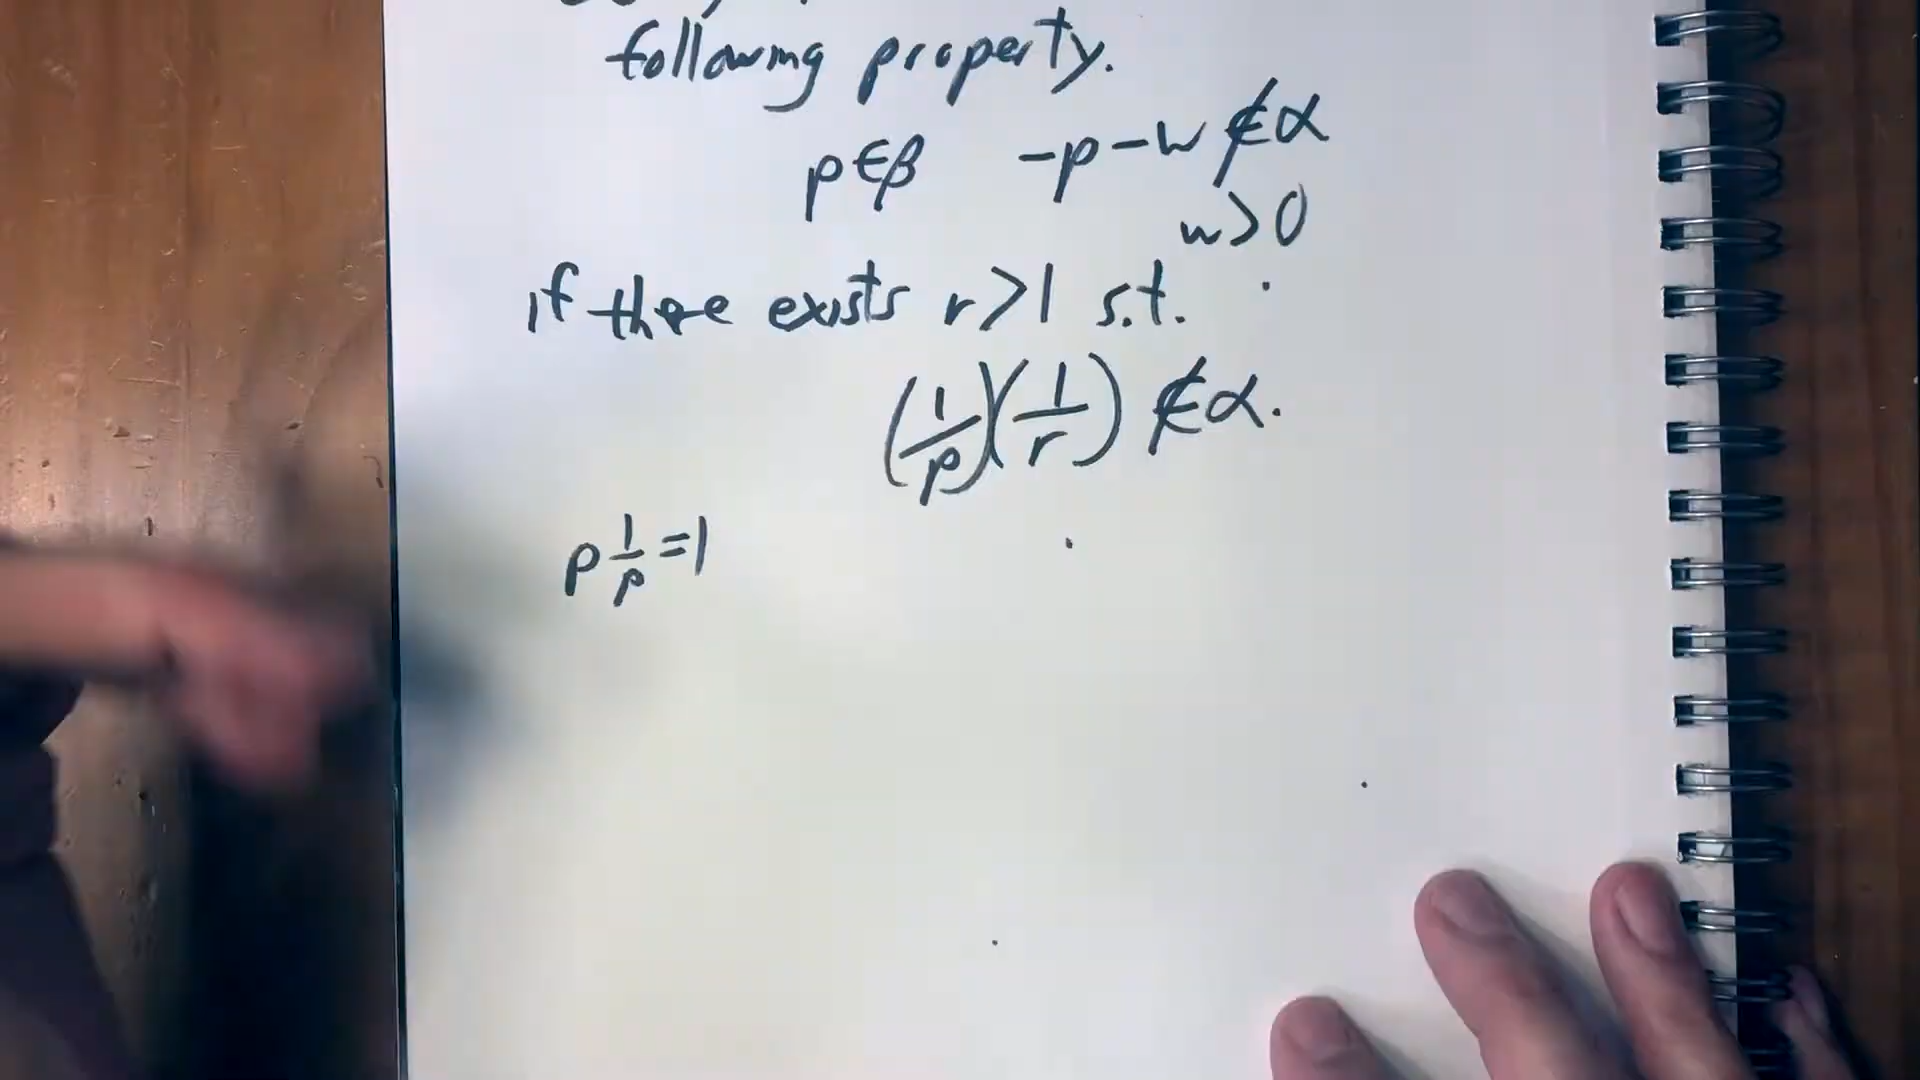 following property.
p∈β -p-w∉α
w>0
if there exists r>1 s.t.
(1/p)(1/r)∉α.
p 1/p =1